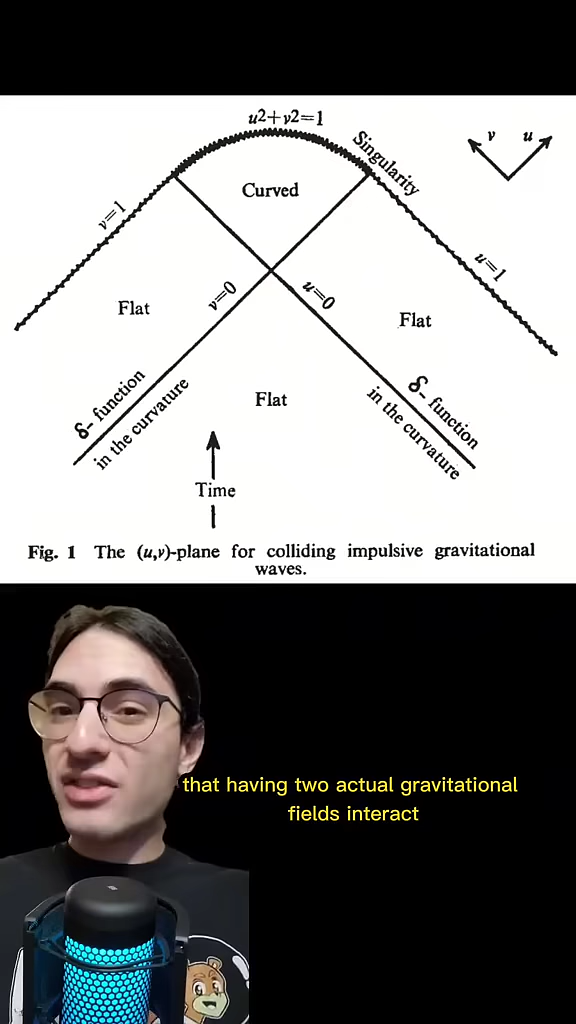 u2+v2=1
Singularity
v u
Curved
v=1
u=1
v=0
u=0
Flat
Flat
δ- function
in the curvature
Flat
δ- function
in the curvature
Time
Fig. 1 The (u,v)-plane for colliding impulsive gravitational
waves.
that having two actual gravitational
fields interact